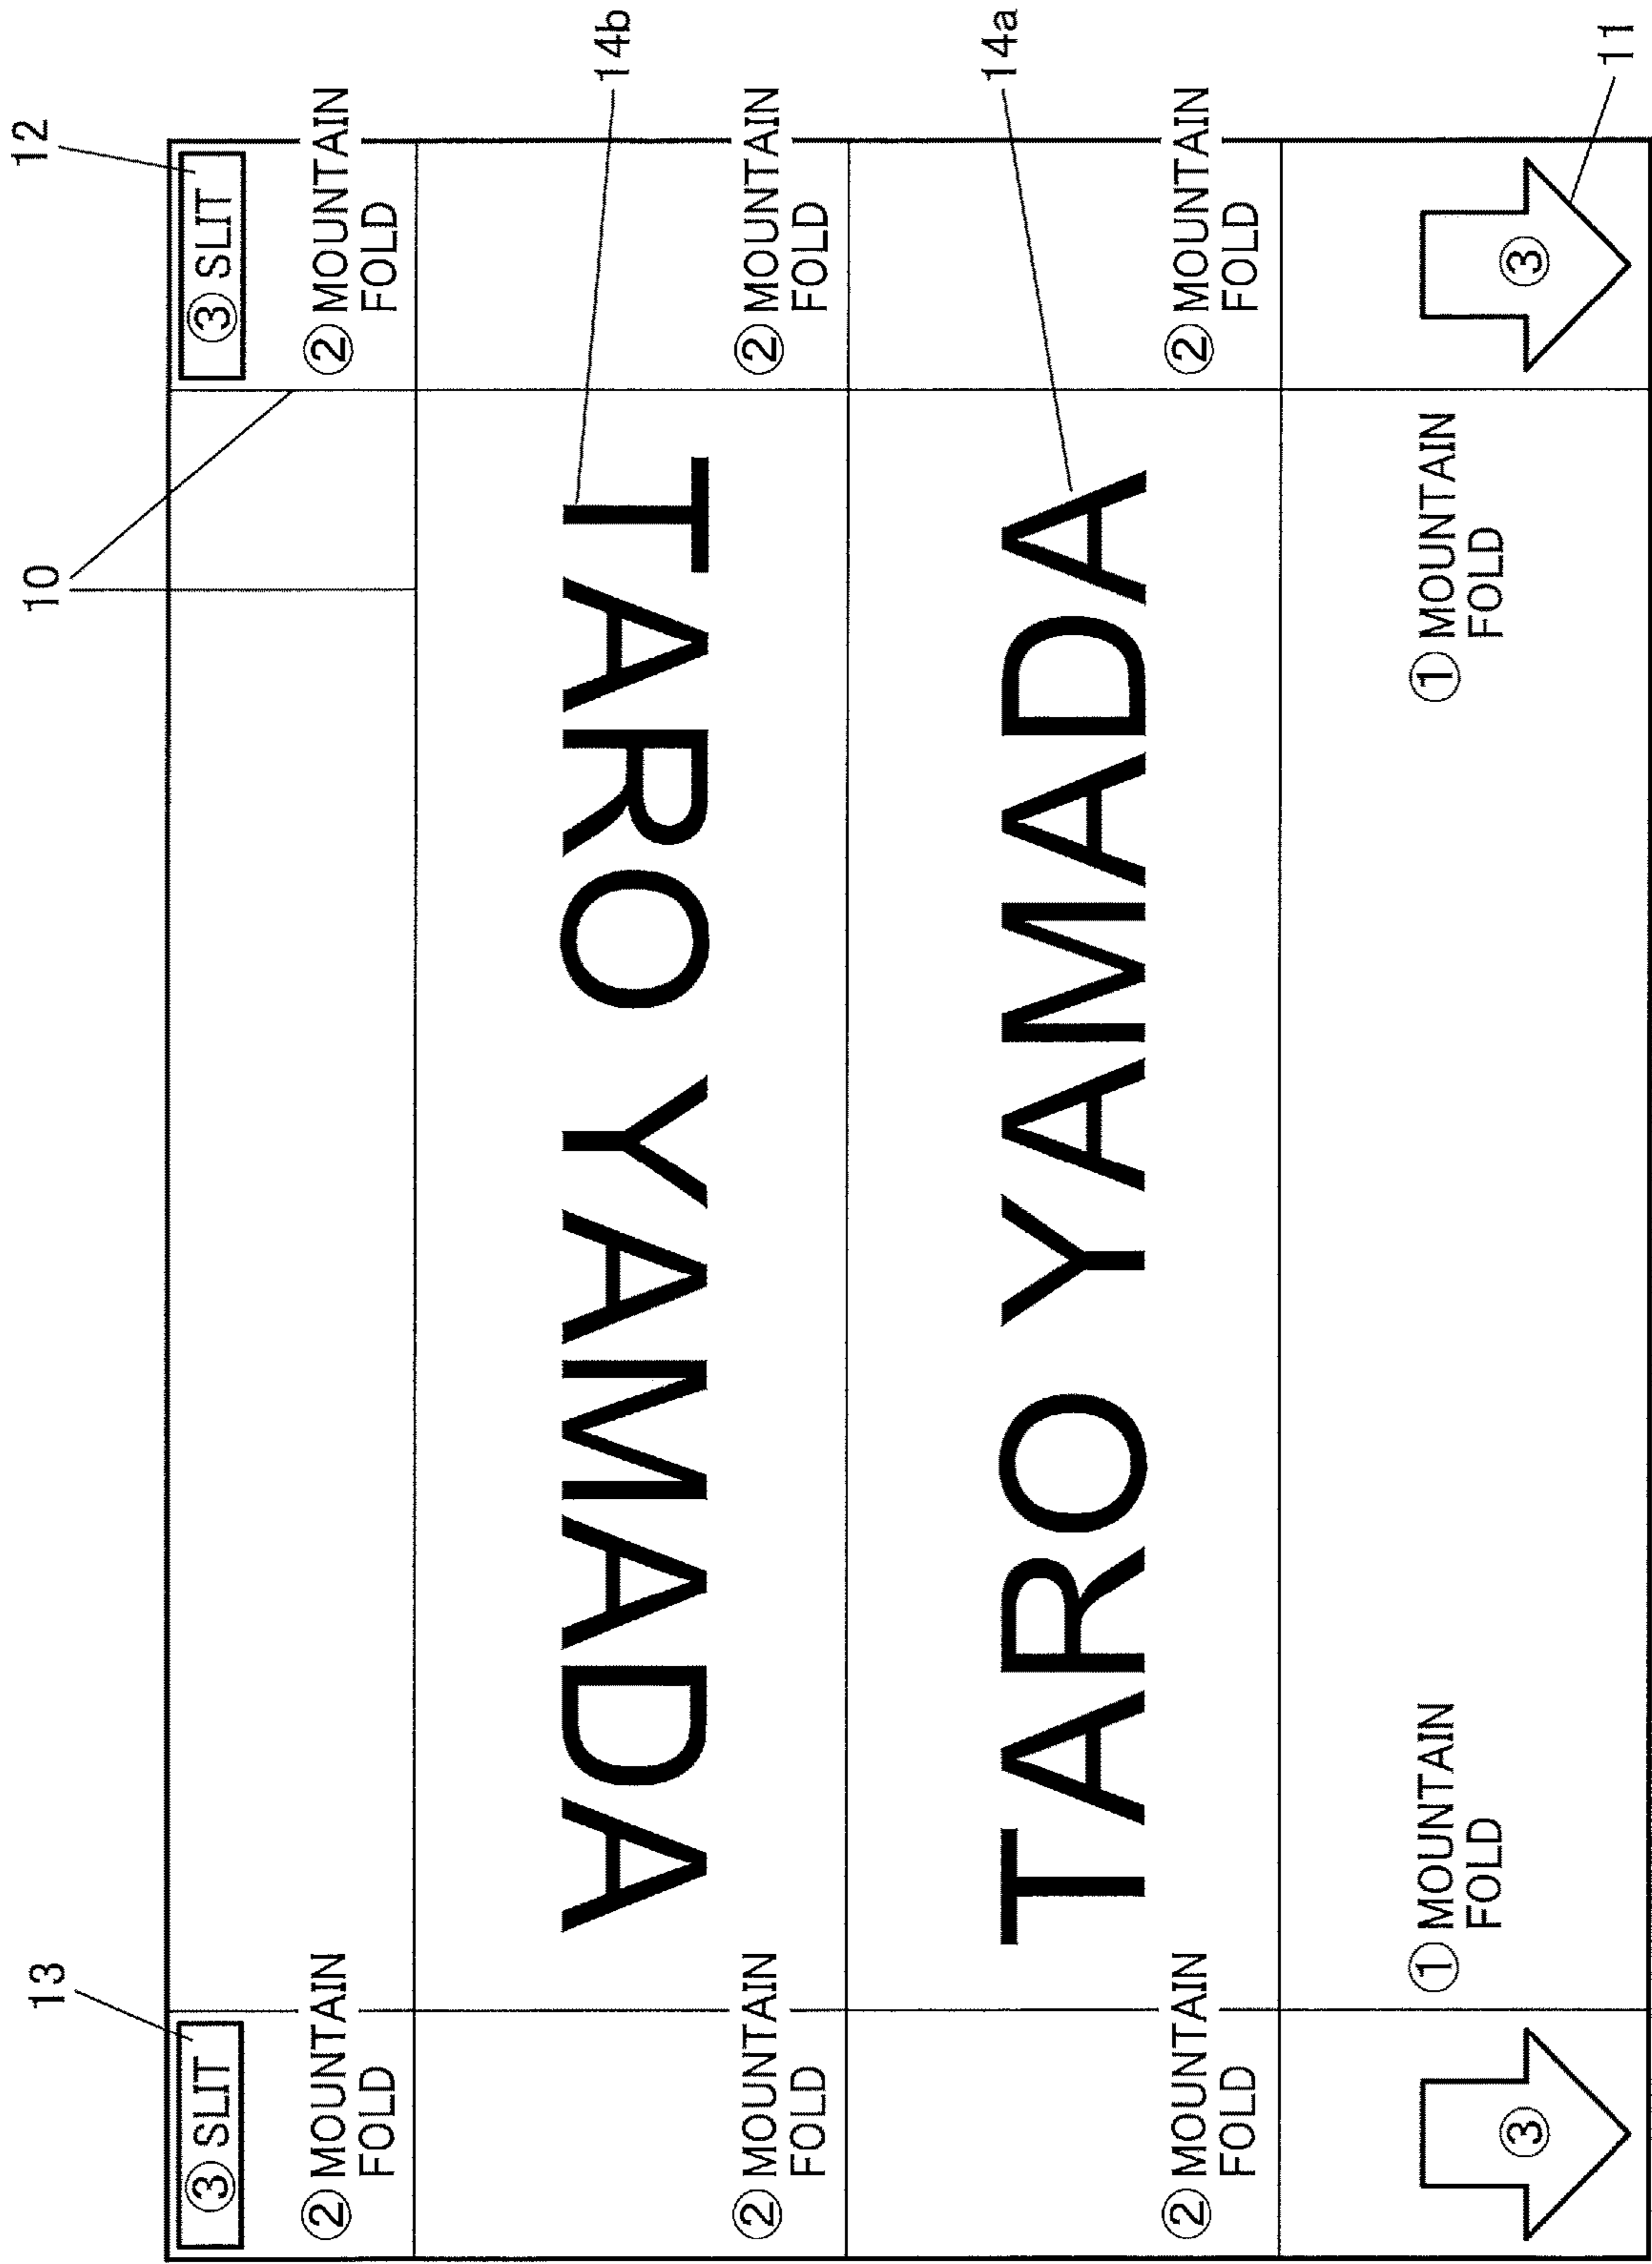 13
10
12
③ SLIT
③ SLIT
② MOUNTAIN
FOLD
② MOUNTAIN
FOLD
TARO YAMADA
14b
② MOUNTAIN
FOLD
② MOUNTAIN
FOLD
TARO YAMADA
14a
② MOUNTAIN
FOLD
② MOUNTAIN
FOLD
① MOUNTAIN
FOLD
① MOUNTAIN
FOLD
③
③
11